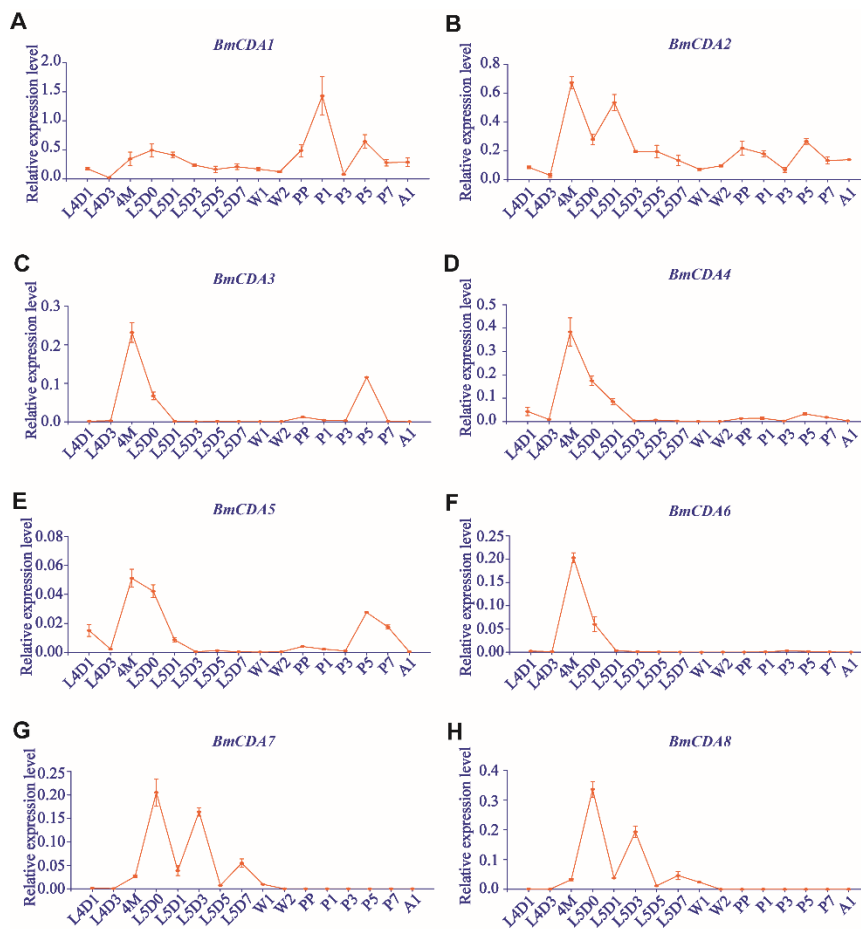 A
BmCDA1
Relative expression level
2.0
1.5
1.0
0.5
0.0
L4D1 L4D3 4M L5D0 L5D1 L5D3 L5D5 L5D7 W1 W2 PP P1 P3 P5 P7 A1
B
BmCDA2
Relative expression level
0.8
0.6
0.4
0.2
0.0
L4D1 L4D3 4M L5D0 L5D1 L5D3 L5D5 L5D7 W1 W2 PP P1 P3 P5 P7 A1
C
BmCDA3
Relative expression level
0.3
0.2
0.1
0.0
L4D1 L4D3 4M L5D0 L5D1 L5D3 L5D5 L5D7 W1 W2 PP P1 P3 P5 P7 A1
D
BmCDA4
Relative expression level
0.5
0.4
0.3
0.2
0.1
0.0
L4D1 L4D3 4M L5D0 L5D1 L5D3 L5D5 L5D7 W1 W2 PP P1 P3 P5 P7 A1
E
BmCDA5
Relative expression level
0.08
0.06
0.04
0.02
0.00
L4D1 L4D3 4M L5D0 L5D1 L5D3 L5D5 L5D7 W1 W2 PP P1 P3 P5 P7 A1
F
BmCDA6
Relative expression level
0.25
0.20
0.15
0.10
0.05
0.00
L4D1 L4D3 4M L5D0 L5D1 L5D3 L5D5 L5D7 W1 W2 PP P1 P3 P5 P7 A1
G
BmCDA7
Relative expression level
0.25
0.20
0.15
0.10
0.05
0.00
L4D1 L4D3 4M L5D0 L5D1 L5D3 L5D5 L5D7 W1 W2 PP P1 P3 P5 P7 A1
H
BmCDA8
Relative expression level
0.4
0.3
0.2
0.1
0.0
L4D1 L4D3 4M L5D0 L5D1 L5D3 L5D5 L5D7 W1 W2 PP P1 P3 P5 P7 A1